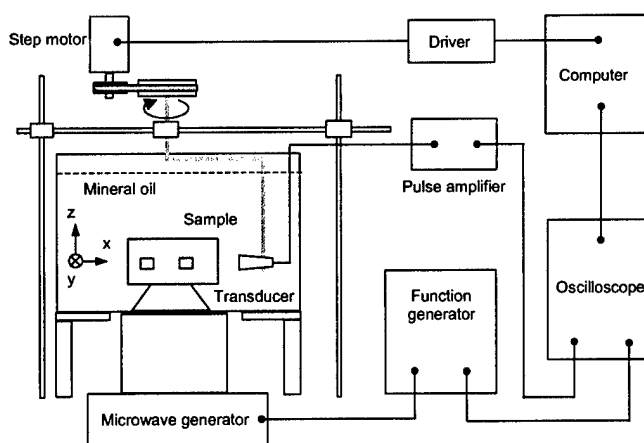 Step motor
Driver
Computer
Mineral oil
Pulse amplifier
z
Sample
x
y
Transducer
Function
generator
Oscilloscope
Microwave generator